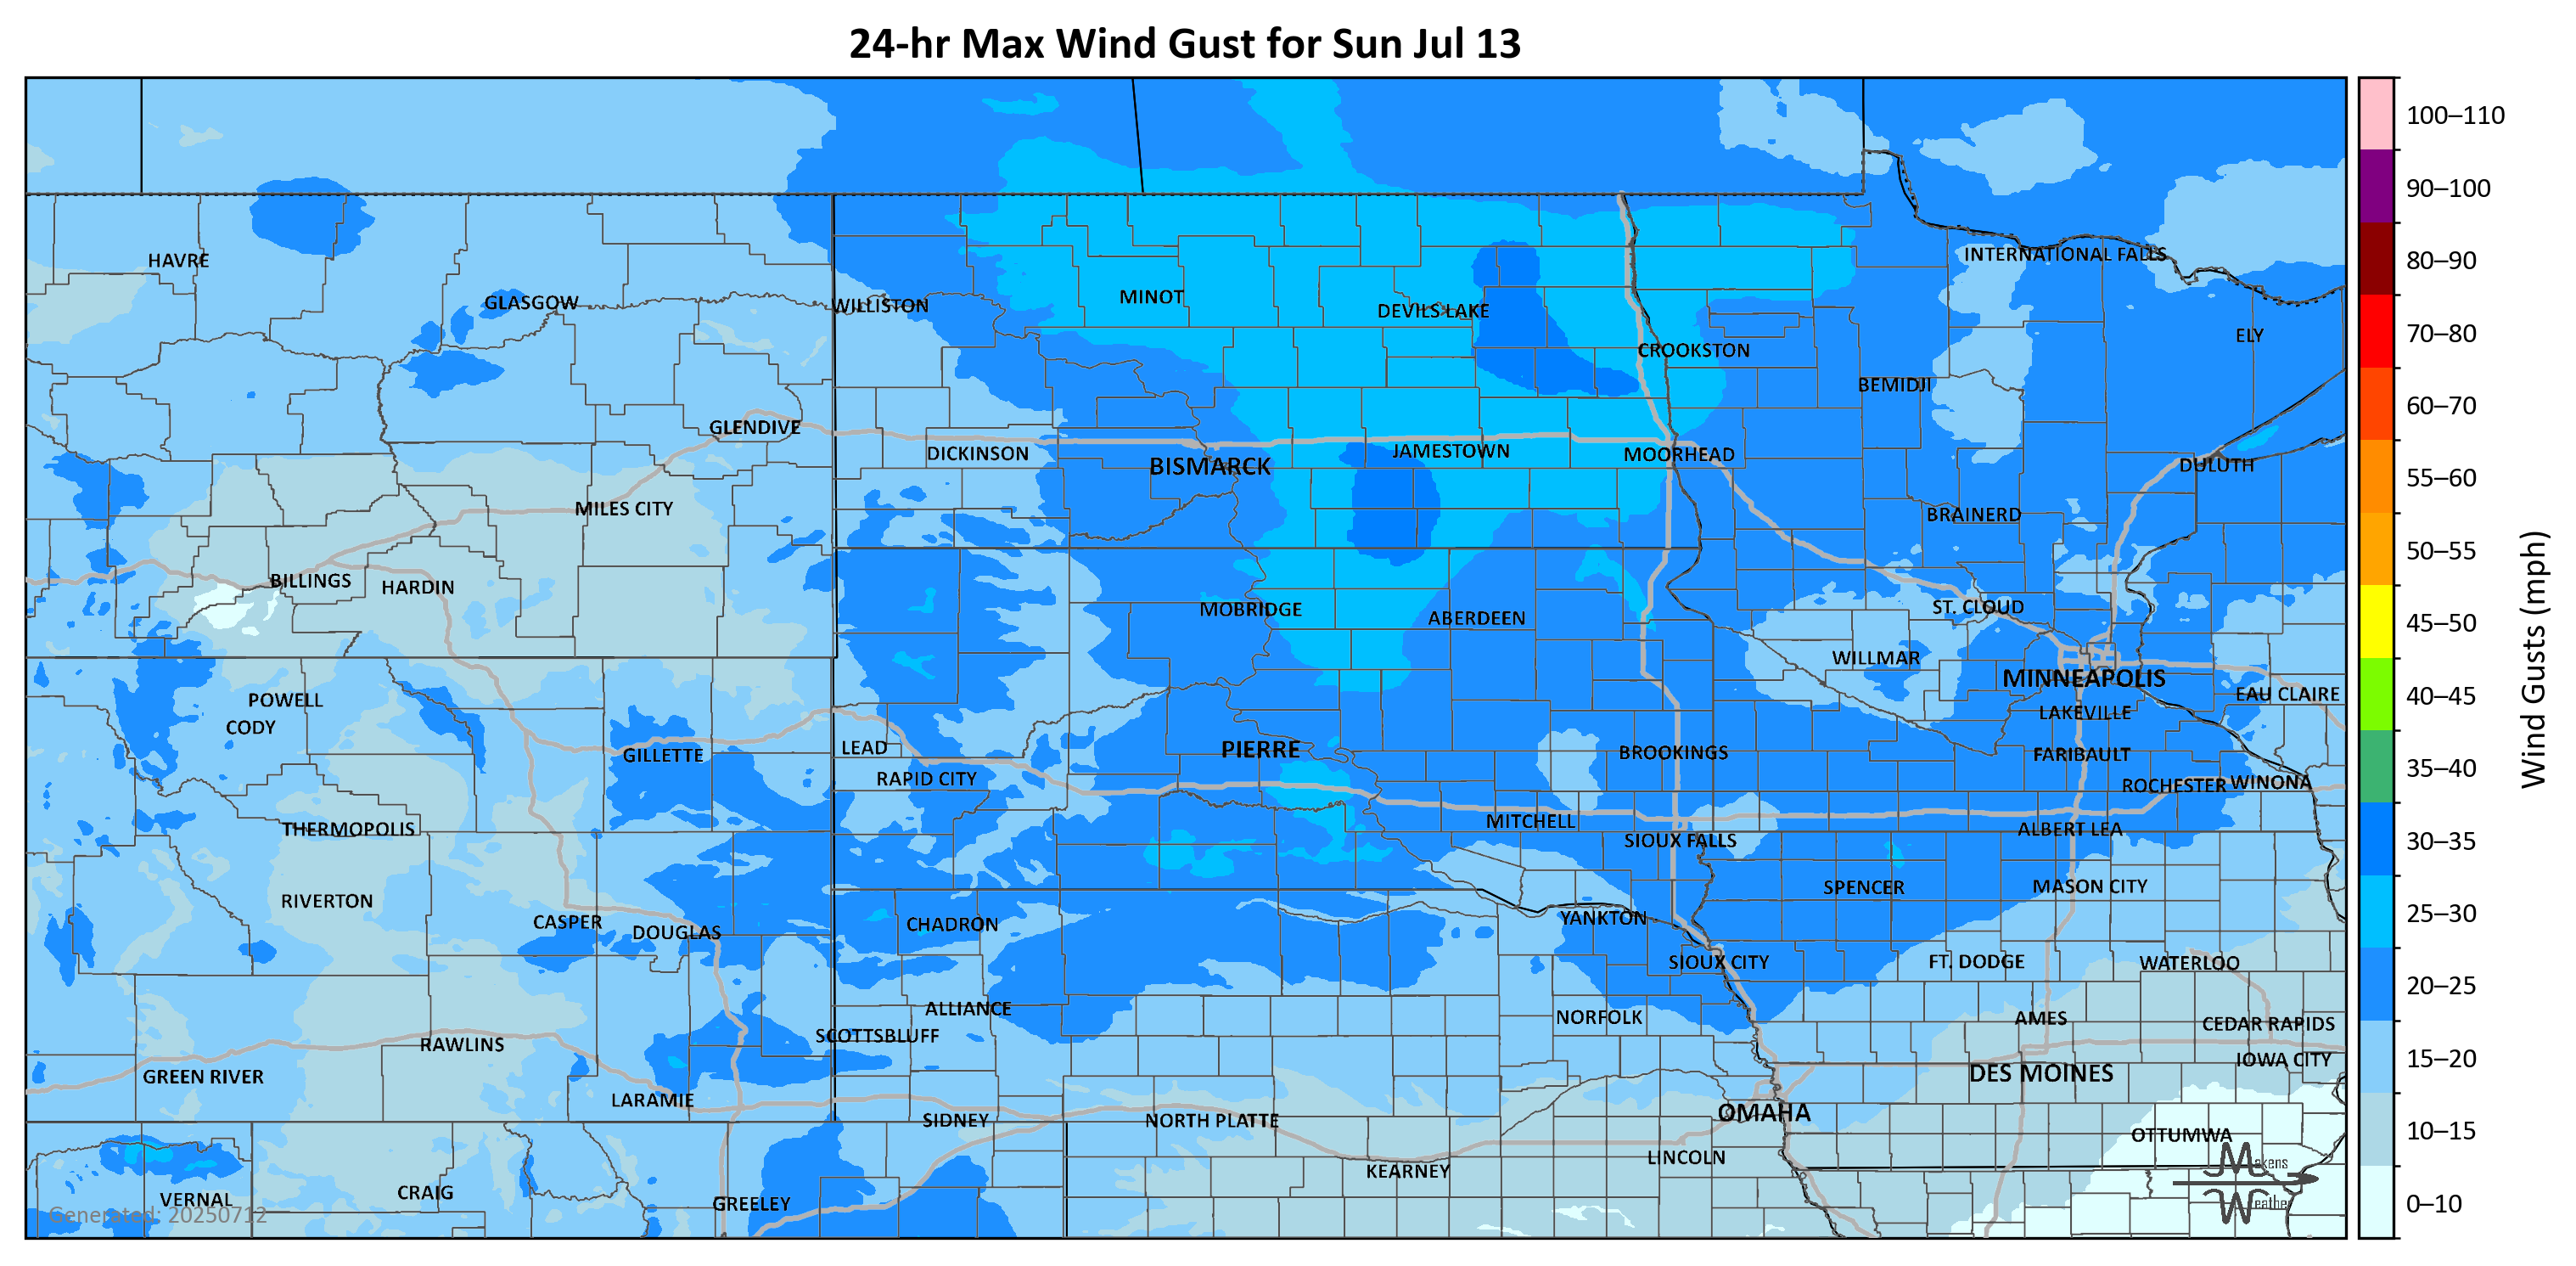 24-hr Max Wind Gust for Sun Jul 13
100–110
90–100
80–90
70–80
60–70
55–60
50–55
45–50
40–45
35–40
30–35
25–30
20–25
15–20
10–15
0–10
Wind Gusts (mph)
HAVRE
INTERNATIONAL FALLS
GLASGOW
WILLISTON
MINOT
DEVILS LAKE
ELY
CROOKSTON
BEMIDJI
GLENDIVE
DICKINSON
BISMARCK
JAMESTOWN
MOORHEAD
DULUTH
MILES CITY
BRAINERD
BILLINGS
HARDIN
MOBRIDGE
ABERDEEN
ST. CLOUD
WILLMAR
MINNEAPOLIS
EAU CLAIRE
POWELL
CODY
LAKEVILLE
GILLETTE
LEAD
PIERRE
BROOKINGS
FARIBAULT
RAPID CITY
ROCHESTER
WINONA
THERMOPOLIS
MITCHELL
SIOUX FALLS
ALBERT LEA
RIVERTON
SPENCER
MASON CITY
CASPER
DOUGLAS
CHADRON
YANKTON
SIOUX CITY
FT. DODGE
WATERLOO
ALLIANCE
NORFOLK
AMES
CEDAR RAPIDS
SCOTTSBLUFF
RAWLINS
IOWA CITY
GREEN RIVER
DES MOINES
LARAMIE
SIDNEY
NORTH PLATTE
OMAHA
OTTUMWA
KEARNEY
LINCOLN
VERNAL
CRAIG
GREELEY
Makens
Weather
Generated: 20250712